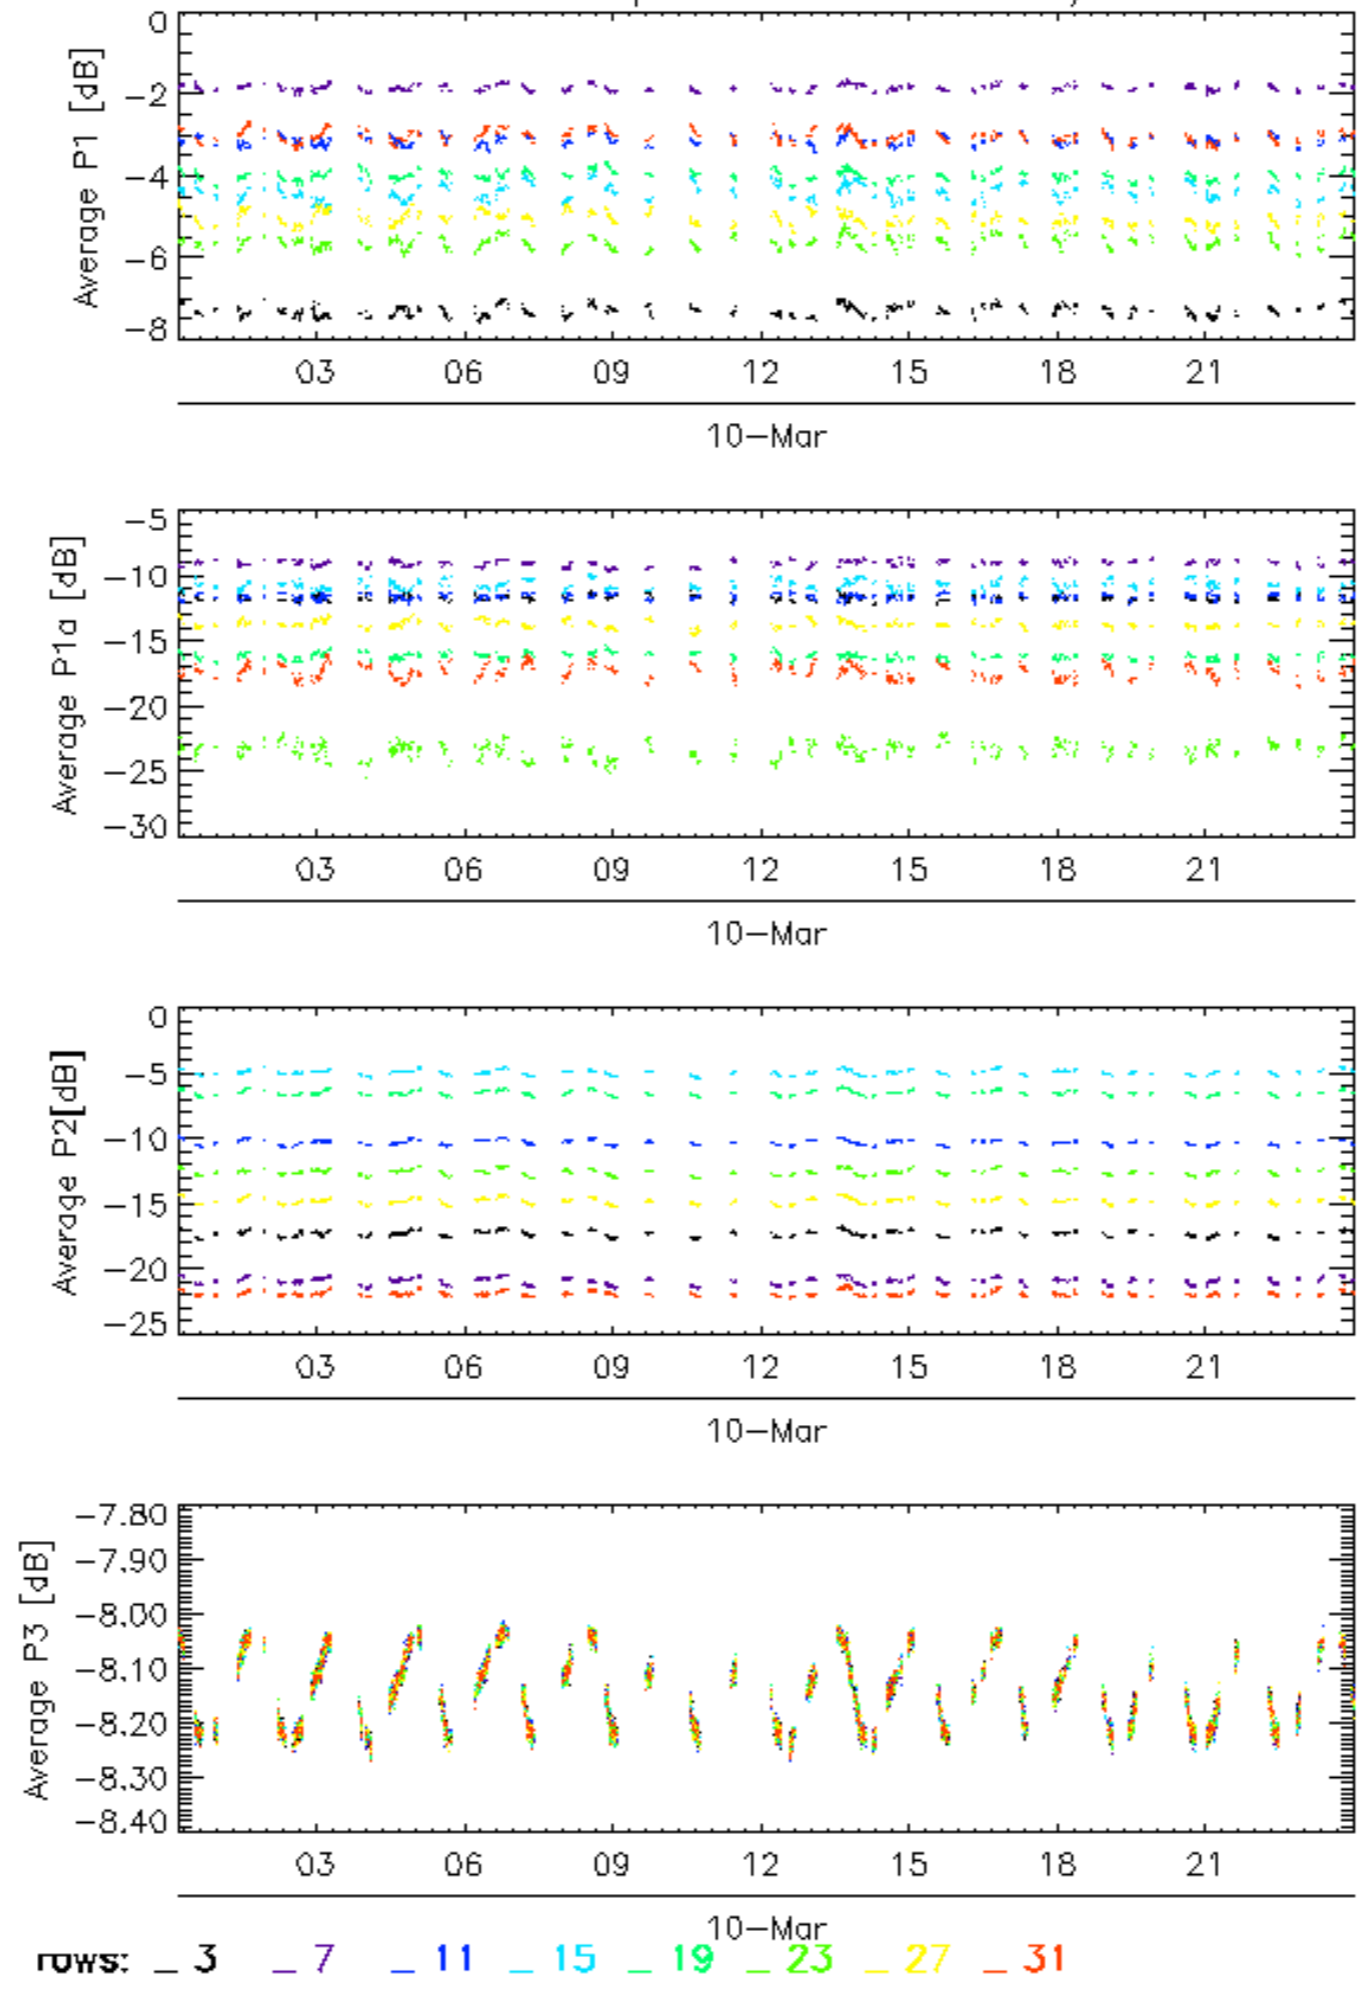 0
−2
−4
−6
−8
Average P1 [dB]
03 06 09 12 15 18 21
10−Mar
−5
−10
−15
−20
−25
−30
Average P1a [dB]
03 06 09 12 15 18 21
10−Mar
0
−5
−10
−15
−20
−25
Average P2[dB]
03 06 09 12 15 18 21
10−Mar
−7.80
−7.90
−8.00
−8.10
−8.20
−8.30
−8.40
Average P3 [dB]
03 06 09 12 15 18 21
10−Mar
rows: _ 3 _ 7 _ 11 _ 15 _ 19 _ 23 _ 27 _ 31